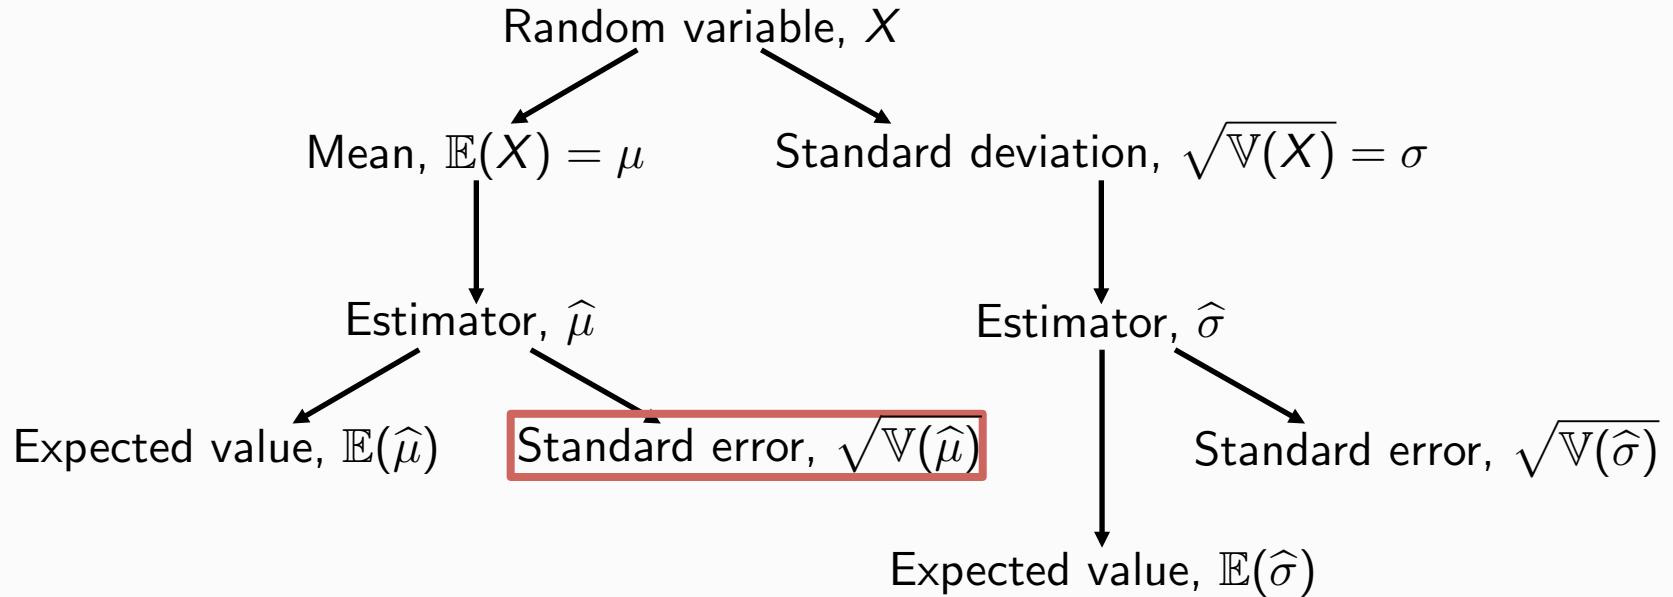 Random variable, X
Mean, 𝔼(X) = μ
Standard deviation, √𝕍(X) = σ
Estimator, μ̂
Estimator, σ̂
Expected value, 𝔼(μ̂)
Standard error, √𝕍(μ̂)
Standard error, √𝕍(σ̂)
Expected value, 𝔼(σ̂)